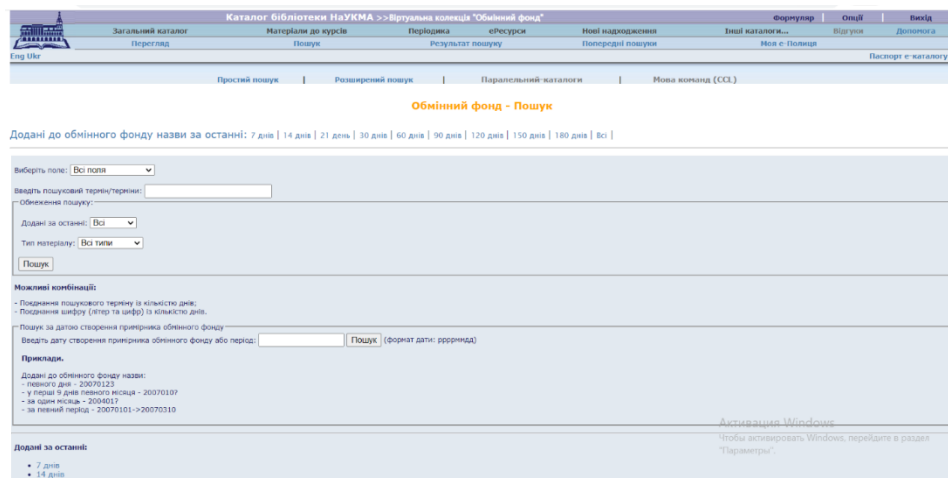 Каталог бібліотеки НаУКМА >>Віртуальна колекція "Обмінний фонд"
Формуляр | Опції | Вихід
Загальний каталог Матеріали до курсів Періодика еРесурси Нові надходження Інші каталоги... Відгуки Допомога
Перегляд Пошук Результат пошуку Попередні пошуки Моя е-Полиця
Eng Ukr Паспорт е-каталогу
Простий пошук | Розширений пошук | Паралельний-каталоги | Мова команд (CCL)
Обмінний фонд - Пошук
Додані до обмінного фонду назви за останні: 7 днів | 14 днів | 21 день | 30 днів | 60 днів | 90 днів | 120 днів | 150 днів | 180 днів | Всі |
Виберіть поле: Всі поля
Введіть пошуковий термін/терміни:
Обмеження пошуку:
Додані за останні: Всі
Тип матеріалу: Всі типи
Пошук
Можливі комбінації:
- Поєднання пошукового терміну із кількістю днів;
- Поєднання шифру (літер та цифр) із кількістю днів.
Пошук за датою створення примірника обмінного фонду
Введіть дату створення примірника обмінного фонду або період: Пошук (формат дати: ррррммдд)
Приклади.
Додані до обмінного фонду назви:
- певного дня - 20070123
- у перші 9 днів певного місяця - 2007010?
- за один місяць - 200401?
- за певний період - 20070101->20070310
Активация Windows
Чтобы активировать Windows, перейдите в раздел
"Параметры".
Додані за останні:
• 7 днів
• 14 днів